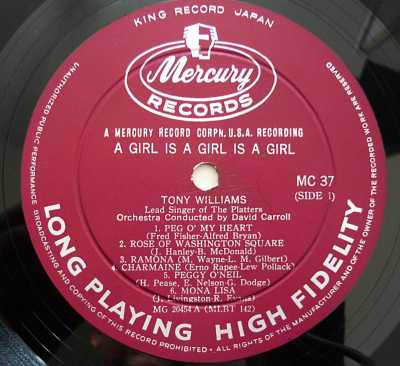 KING RECORD JAPAN
Mercury
RECORDS
A MERCURY RECORD CORPN. U.S.A. RECORDING
A GIRL IS A GIRL IS A GIRL
MC 37
(SIDE 1)
TONY WILLIAMS
Lead Singer of The Platters
Orchestra Conducted by David Carroll
1. PEG O' MY HEART
(Fred Fisher-Alfred Bryan)
2. ROSE OF WASHINGTON SQUARE
(J. Hanley-B. McDonald)
3. RAMONA (M. Wayne-L. M. Gilbert)
4. CHARMAINE (Erno Rapee-Lew Pollack)
5. PEGGY O'NEIL
(H. Pease, E. Nelson-G. Dodge)
6. MONA LISA
(J. Livingston-R. Evans)
MG 20454 A (MLBT 142)
LONG PLAYING HIGH FIDELITY
UNAUTHORIZED PUBLIC PERFORMANCE BROADCASTING AND COPYING OF THIS RECORD PROHIBITED • ALL RIGHTS OF THE MANUFACTURER AND OF THE OWNER OF THE RECORDED WORK ARE RESERVED